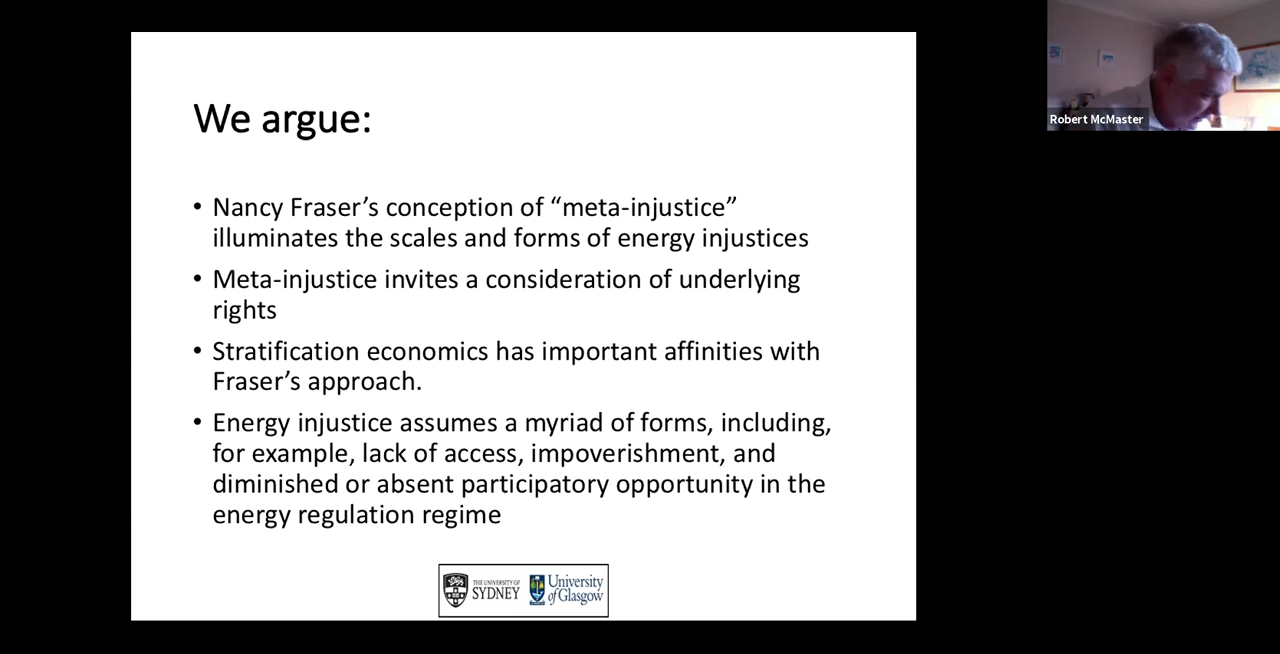 We argue:
• Nancy Fraser’s conception of “meta-injustice”
illuminates the scales and forms of energy injustices
• Meta-injustice invites a consideration of underlying
rights
• Stratification economics has important affinities with
Fraser’s approach.
• Energy injustice assumes a myriad of forms, including,
for example, lack of access, impoverishment, and
diminished or absent participatory opportunity in the
energy regulation regime
THE UNIVERSITY OF
SYDNEY
University
of Glasgow
Robert McMaster